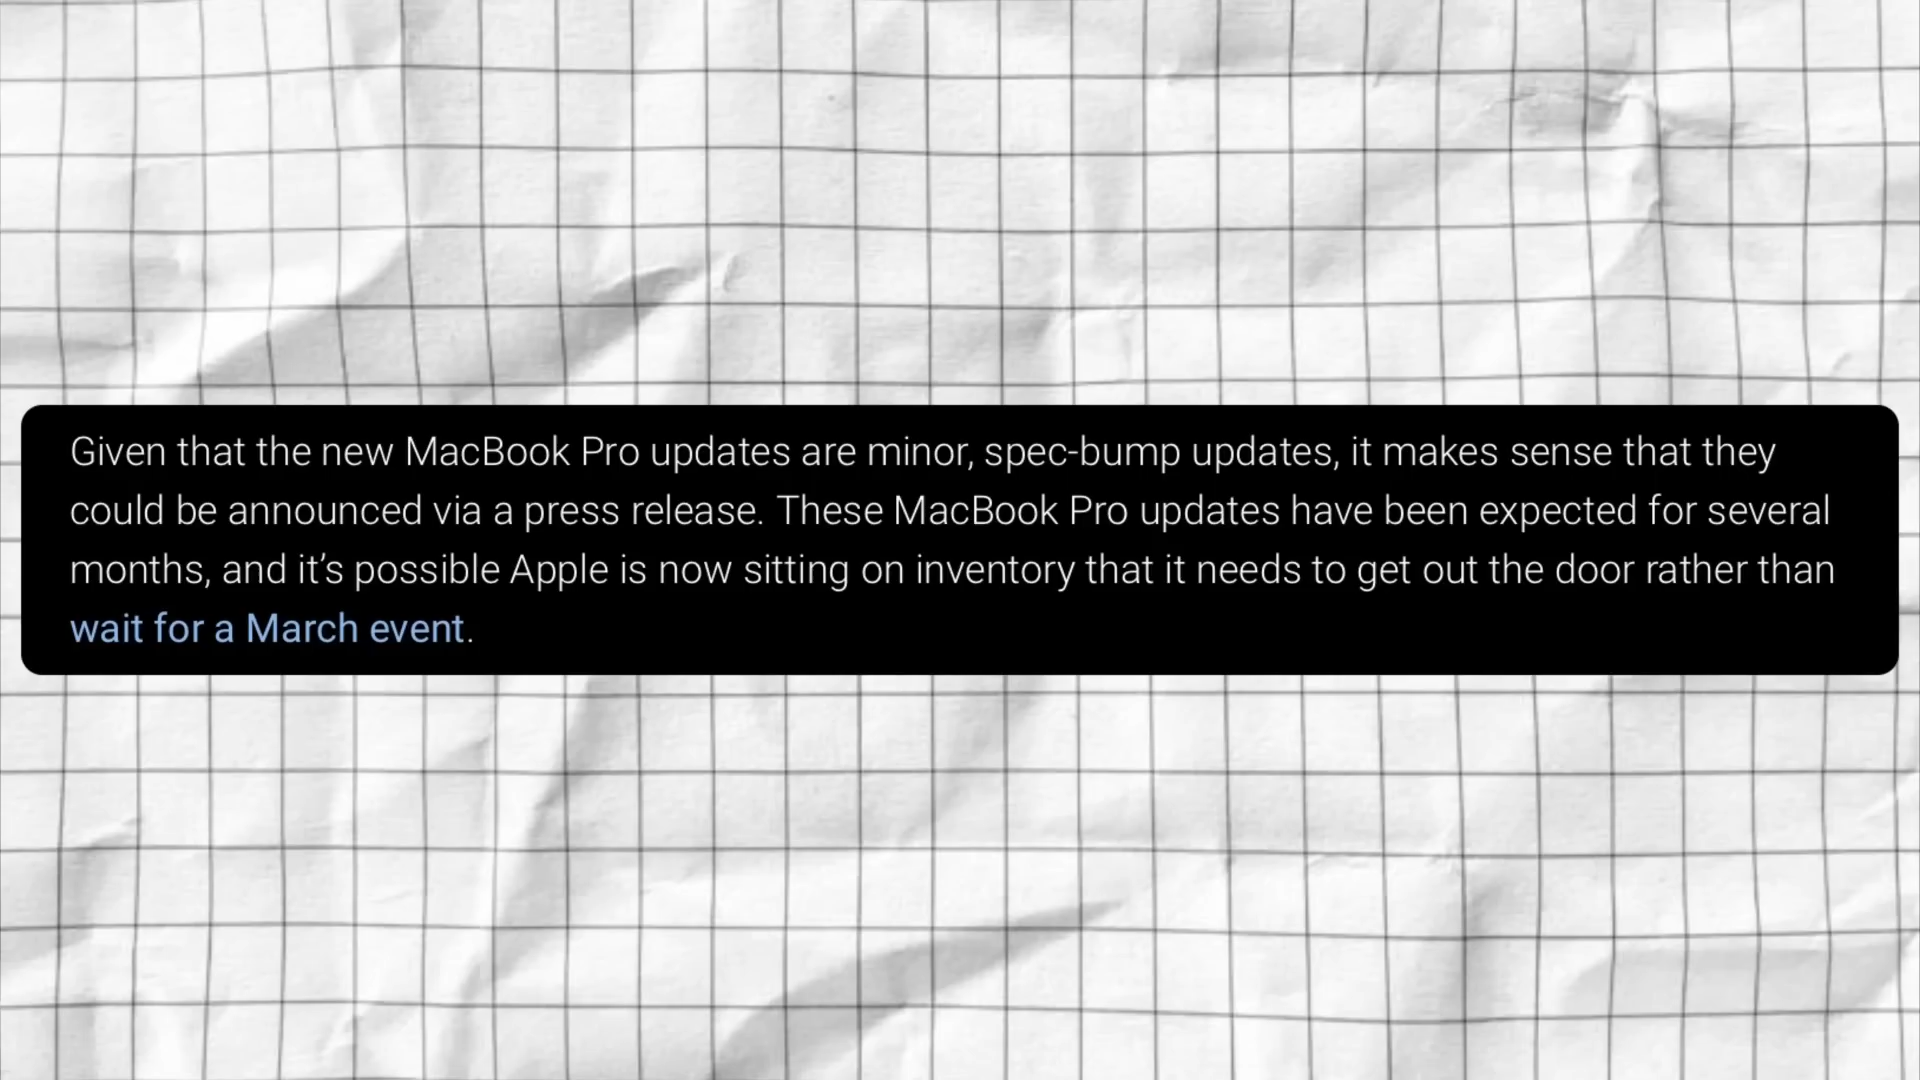 Given that the new MacBook Pro updates are minor, spec-bump updates, it makes sense that they
could be announced via a press release. These MacBook Pro updates have been expected for several
months, and it’s possible Apple is now sitting on inventory that it needs to get out the door rather than
wait for a March event.